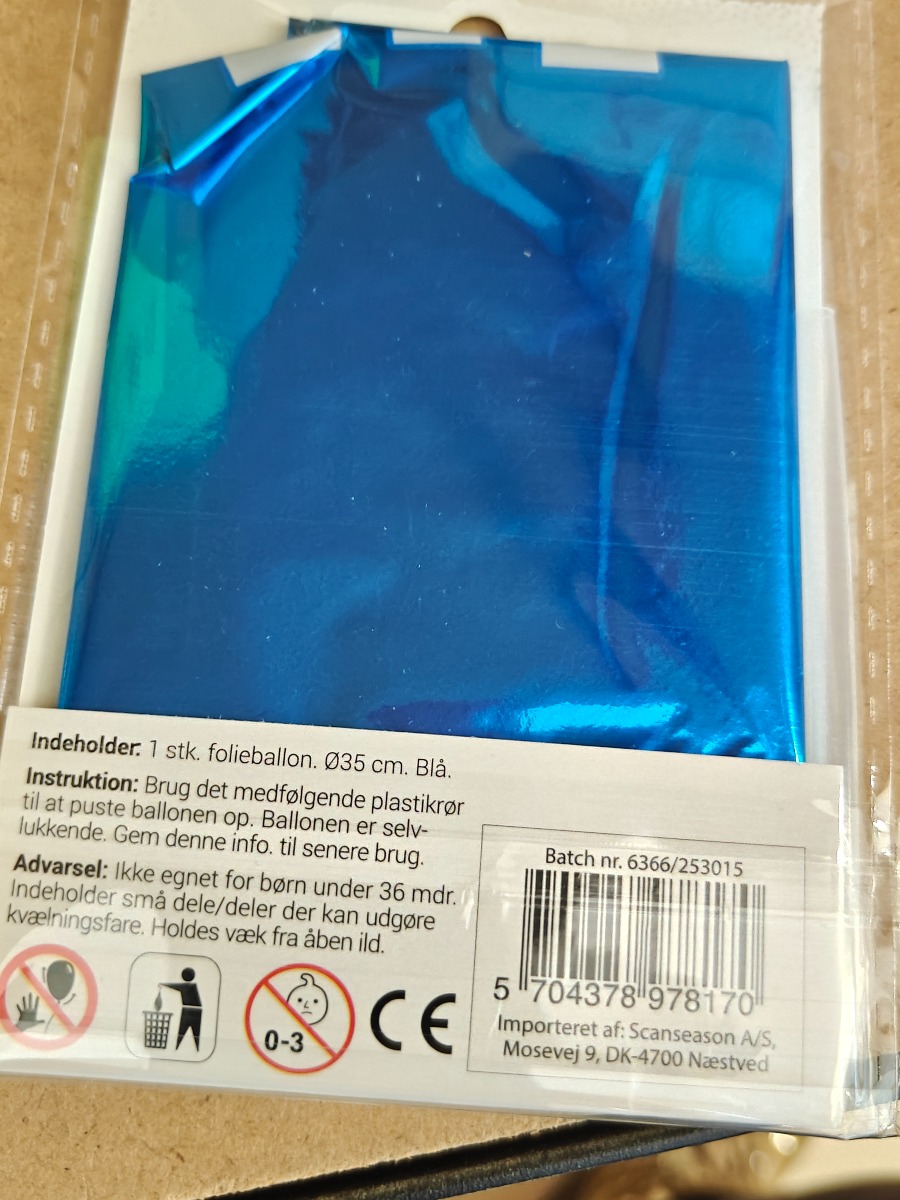 Indeholder: 1 stk. folieballon. Ø35 cm. Blå.
Instruktion: Brug det medfølgende plastikrør
til at puste ballonen op. Ballonen er selv-
lukkende. Gem denne info. til senere brug.
Advarsel: Ikke egnet for børn under 36 mdr.
Indeholder små dele/deler der kan udgøre
kvælningsfare. Holdes væk fra åben ild.
0-3
CE
Batch nr. 6366/253015
5 704378 978170
Importeret af: Scanseason A/S,
Mosevej 9, DK-4700 Næstved